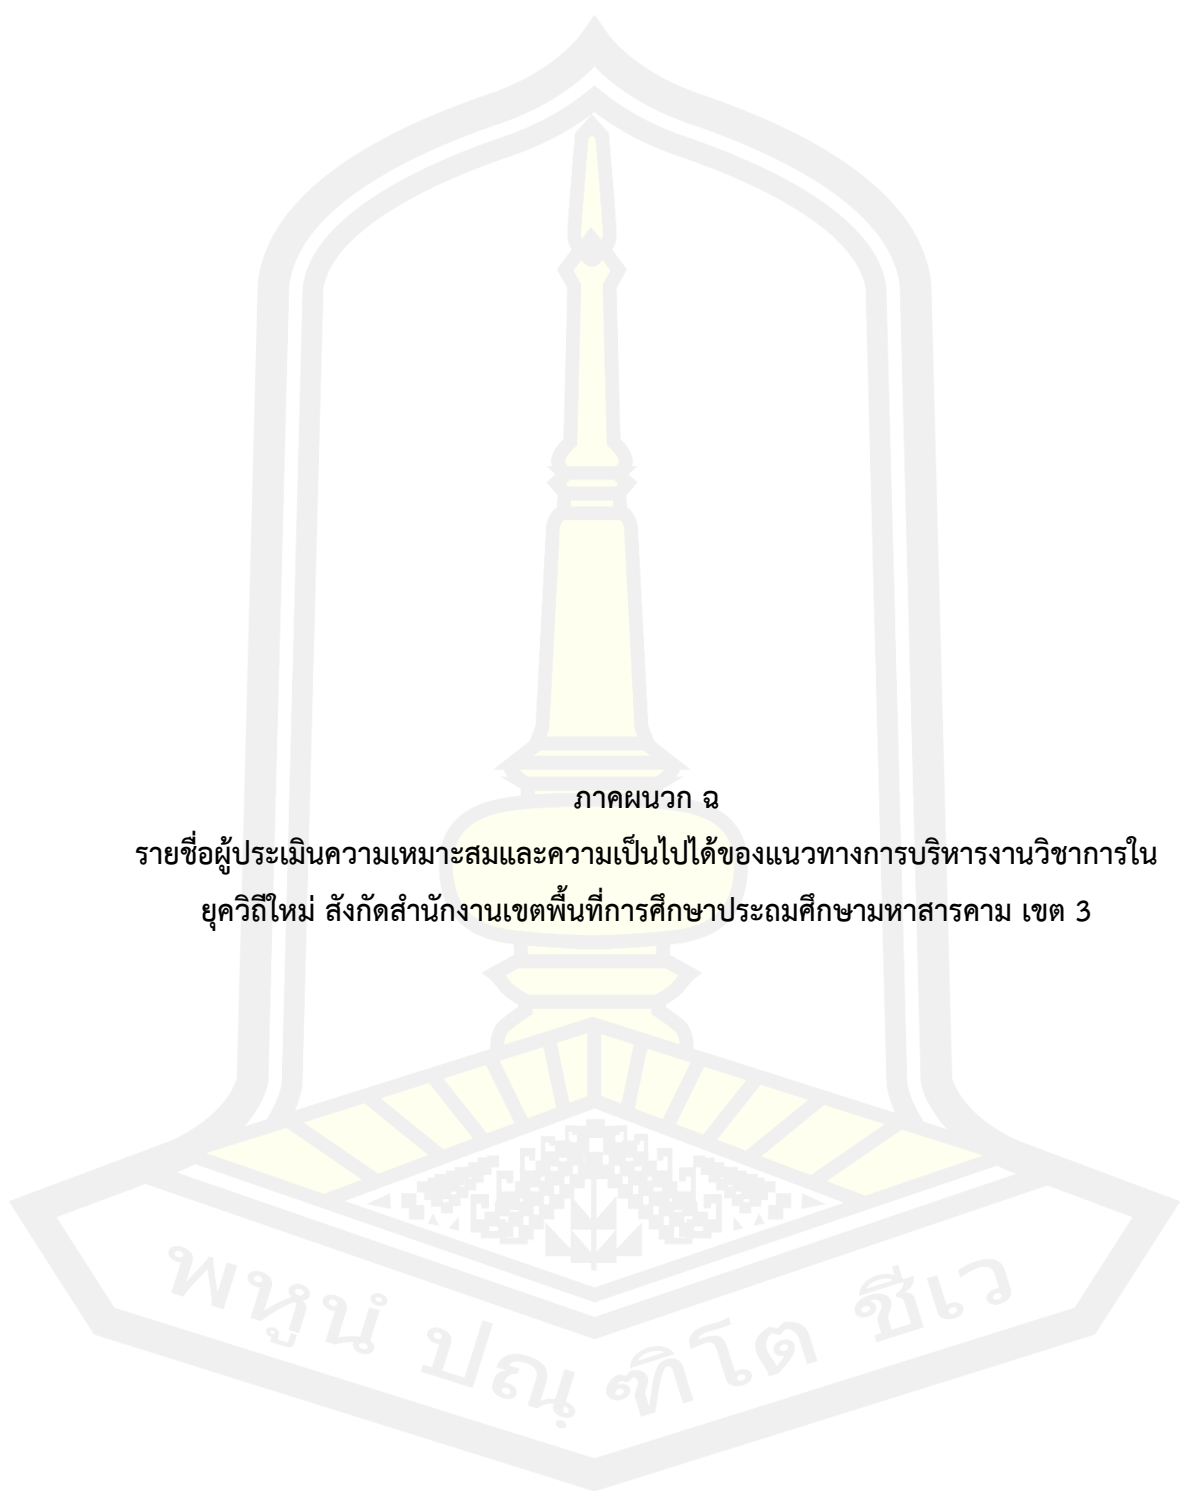 ภาคผนวก ฉ
รายชื่อผู้ประเมินความเหมาะสมและความเป็นไปได้ของแนวทางการบริหารงานวิชาการใน
ยุควิถีใหม่ สังกัดสำนักงานเขตพื้นที่การศึกษาประถมศึกษามหาสารคาม เขต 3
พหูนํ ปณฺฑิโต ชีเว